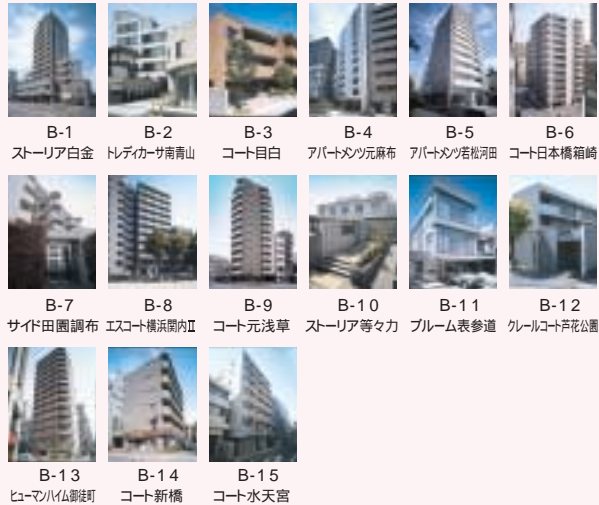 B-1
ストーリア白金
B-2
トレディカーサ南青山
B-3
コート目白
B-4
アパートメンツ元麻布
B-5
アパートメンツ若松河田
B-6
コート日本橋箱崎
B-7
サイド田園調布
B-8
エスコート横浜関内Ⅱ
B-9
コート元浅草
B-10
ストーリア等々力
B-11
ブルーム表参道
B-12
クレールコート芦花公園
B-13
ヒューマンハイム御徒町
B-14
コート新橋
B-15
コート水天宮